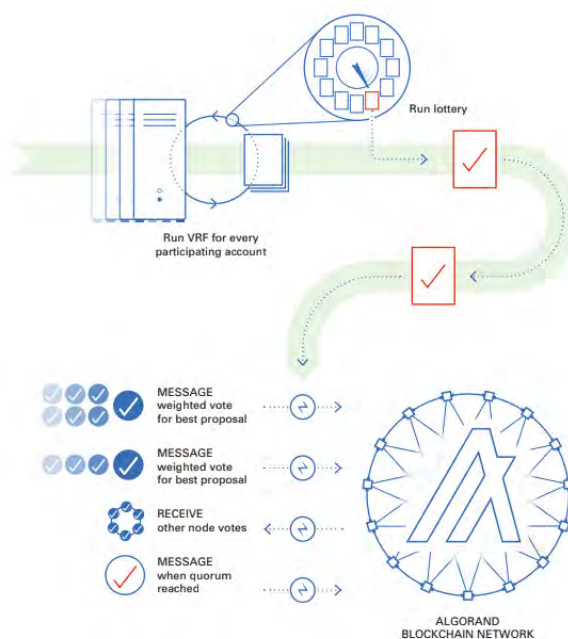 Run lottery
Run VRF for every
participating account
MESSAGE
weighted vote
for best proposal
MESSAGE
weighted vote
for best proposal
RECEIVE
other node votes
MESSAGE
when quorum
reached
ALGORAND
BLOCKCHAIN NETWORK